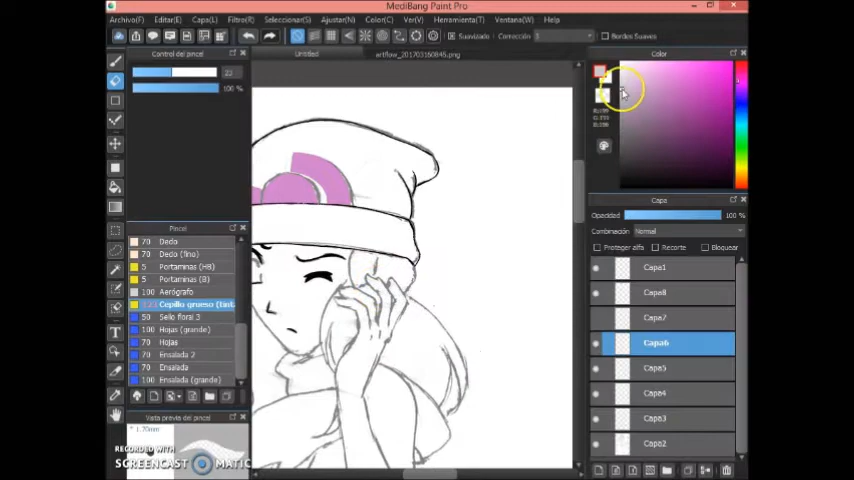 MediBang Paint Pro
Archivo(F) Editar(E) Capa(L) Filtro(R) Seleccionar(S) Ajustar(N) Color(C) Ver(V) Herramienta(T) Ventana(W) Help
Suavizado Corrección Bordes Suaves
Control del pincel
Untitled
artflow_201703160845.png
Color
23
100 %
Capa
Opacidad 100 %
Combinación Normal
Proteger alfa Recorte Bloquear
Pincel
70 Dedo
70 Dedo (fino)
5 Portaminas (HB)
5 Portaminas (B)
100 Aerógrafo
Cepillo grueso (tint.
50 Sello floral 3
100 Hojas (grande)
70 Hojas
70 Ensalada 2
70 Ensalada
100 Ensalada (grande)
Capa1
Capa8
Capa7
Capa6
Capa5
Capa4
Capa3
Capa2
Vista previa del pincel
1.70mm
RECORDED WITH
SCREENCAST MATIC